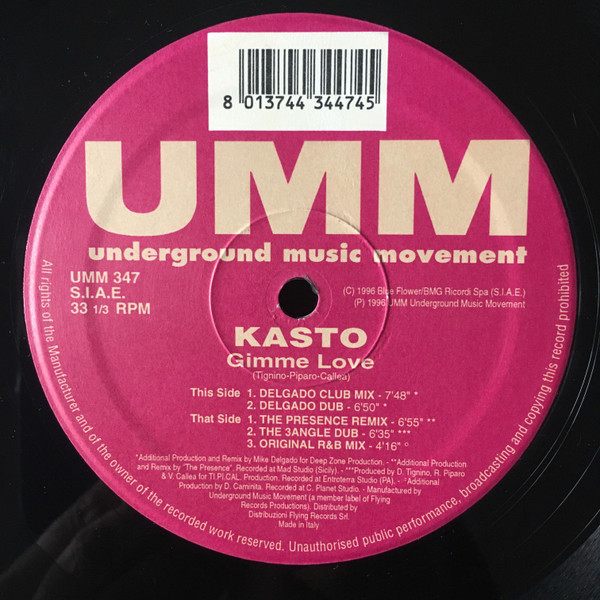 8 013744 344745
UMM
underground music movement
UMM 347
S.I.A.E.
33 1/3 RPM
(C) 1996 Blue Flower/BMG Ricordi Spa (S.I.A.E.)
(P) 1996 UMM Underground Music Movement
KASTO
Gimme Love
(Tignino-Piparo-Callea)
This Side 1. DELGADO CLUB MIX - 7'48" *
2. DELGADO DUB - 6'50" *
That Side 1. THE PRESENCE REMIX - 6'55" **
2. THE 3ANGLE DUB - 6'35" ***
3. ORIGINAL R&B MIX - 4'16" °
*Additional Production and Remix by Mike Delgado for Deep Zone Production. - **Additional Production
and Remix by "The Presence". Recorded at Mad Studio (Sicily). - ***Produced by D. Tignino, R. Piparo
& V. Callea for TI.PI.CAL. Production. Recorded at Entroterra Studio (PA). - °Additional
Production by D. Caminita. Recorded at C. Planet Studio. - Manufactured by
Underground Music Movement (a member label of Flying
Records Productions). Distributed by
Distribuzioni Flying Records Srl.
Made in Italy
All rights of the Manufacturer and of the owner of the recorded work reserved. Unauthorised public performance, broadcasting and copying this record prohibited